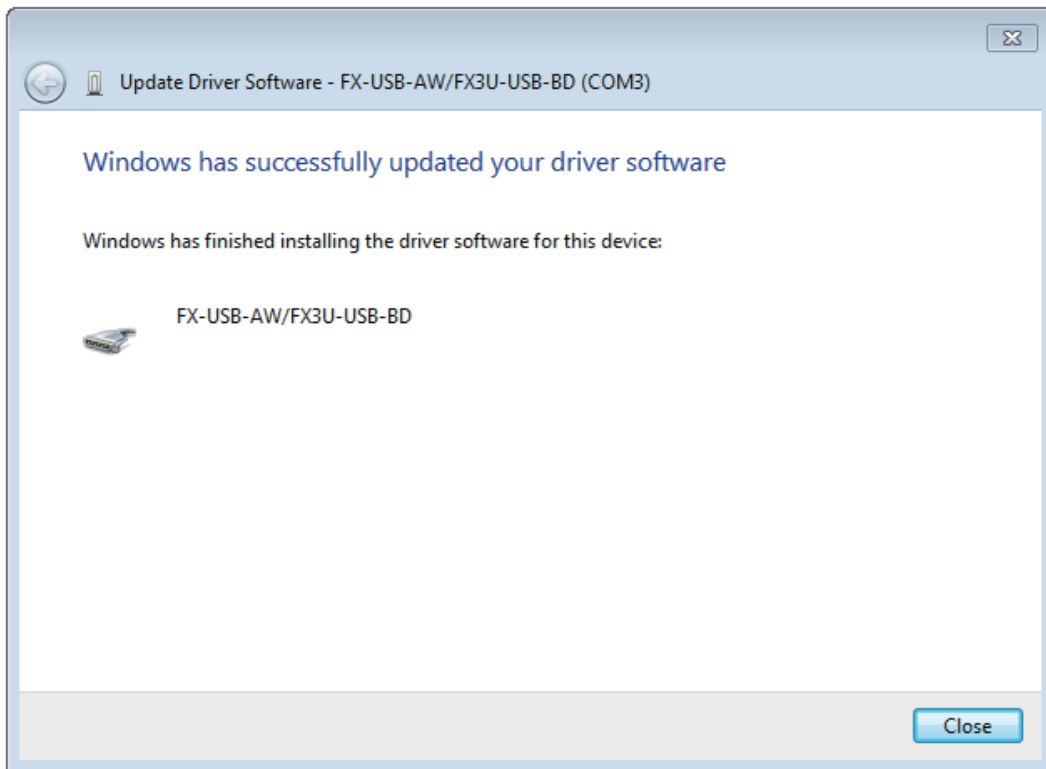 Update Driver Software - FX-USB-AW/FX3U-USB-BD (COM3)
Windows has successfully updated your driver software
Windows has finished installing the driver software for this device:
FX-USB-AW/FX3U-USB-BD
Close